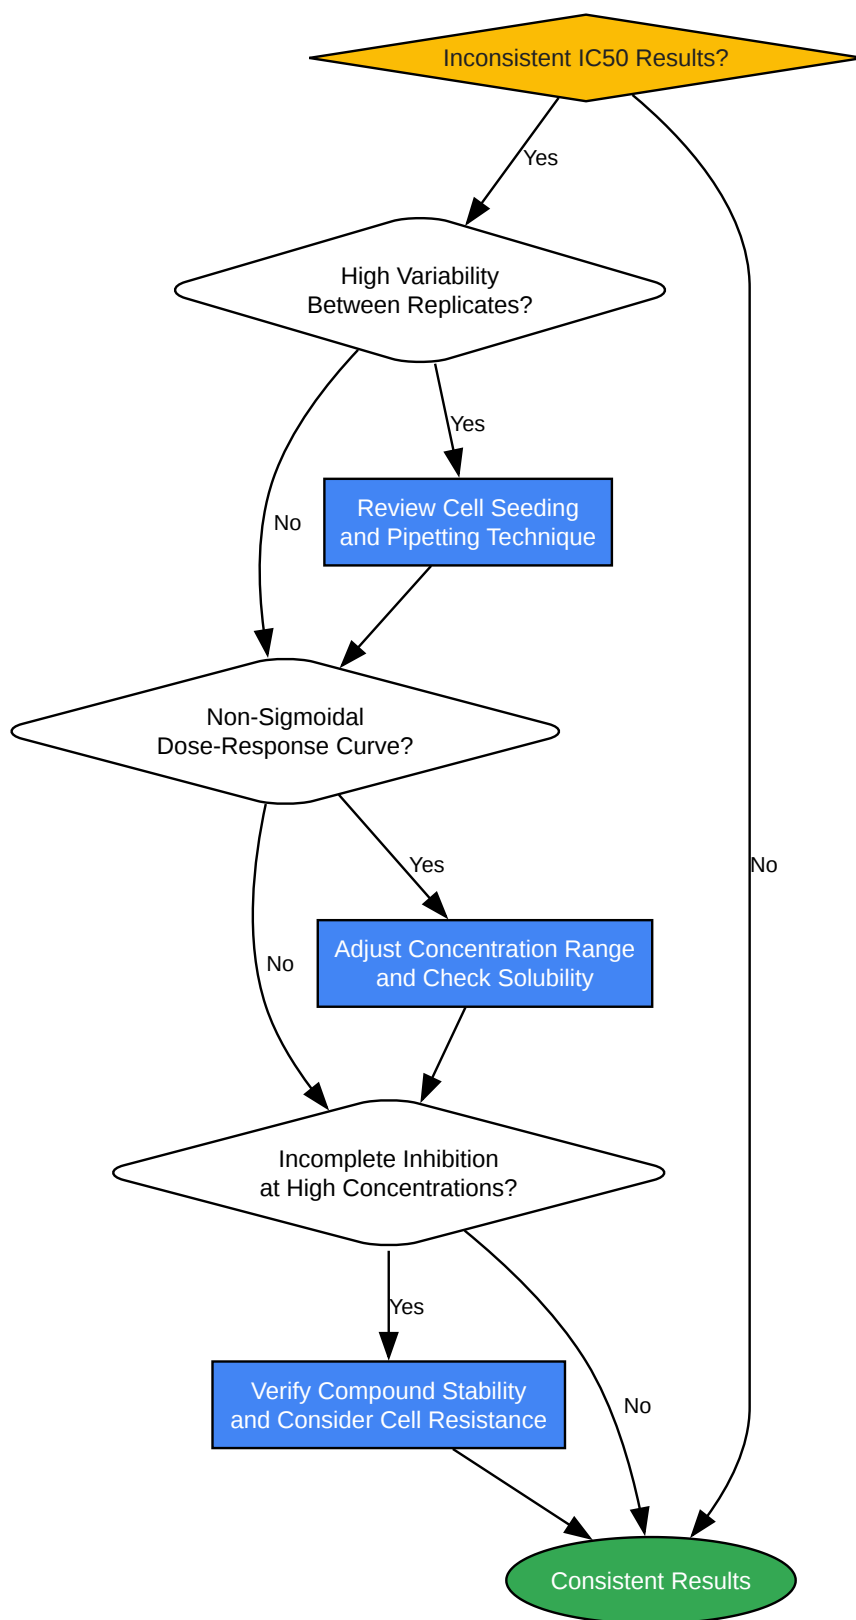 Inconsistent IC50 Results?
Yes
High Variability
Between Replicates?
Yes
Review Cell Seeding
and Pipetting Technique
No
Non-Sigmoidal
Dose-Response Curve?
Yes
No
Adjust Concentration Range
and Check Solubility
No
Incomplete Inhibition
at High Concentrations?
Yes
Verify Compound Stability
and Consider Cell Resistance
No
Consistent Results